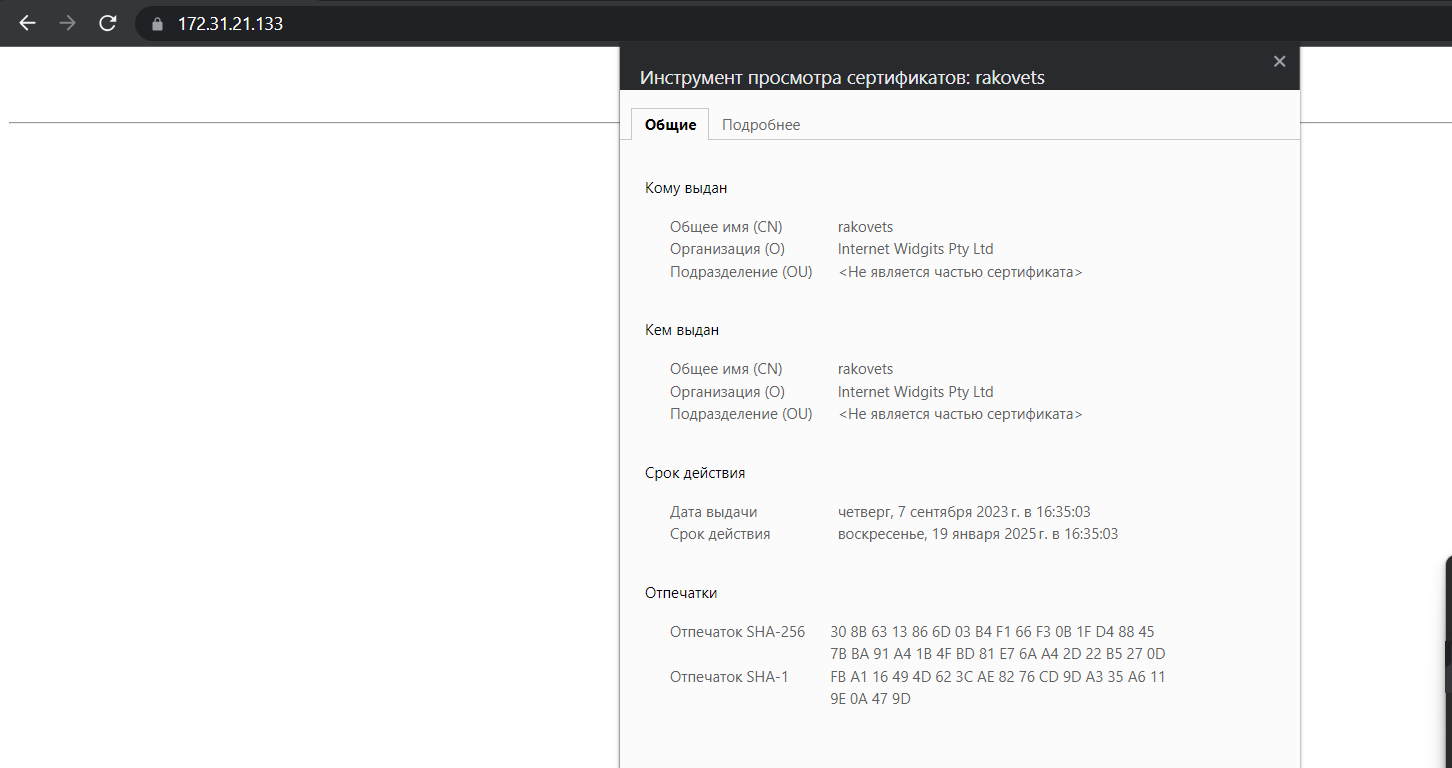 172.31.21.133
Инструмент просмотра сертификатов: rakovets
Общие Подробнее
Кому выдан
Общее имя (CN) rakovets
Организация (O) Internet Widgits Pty Ltd
Подразделение (OU) <Не является частью сертификата>
Кем выдан
Общее имя (CN) rakovets
Организация (O) Internet Widgits Pty Ltd
Подразделение (OU) <Не является частью сертификата>
Срок действия
Дата выдачи четверг, 7 сентября 2023 г. в 16:35:03
Срок действия воскресенье, 19 января 2025 г. в 16:35:03
Отпечатки
Отпечаток SHA-256 30 8B 63 13 86 6D 03 B4 F1 66 F3 0B 1F D4 88 45
7B BA 91 A4 1B 4F BD 81 E7 6A A4 2D 22 B5 27 0D
Отпечаток SHA-1 FB A1 16 49 4D 62 3C AE 82 76 CD 9D A3 35 A6 11
9E 0A 47 9D